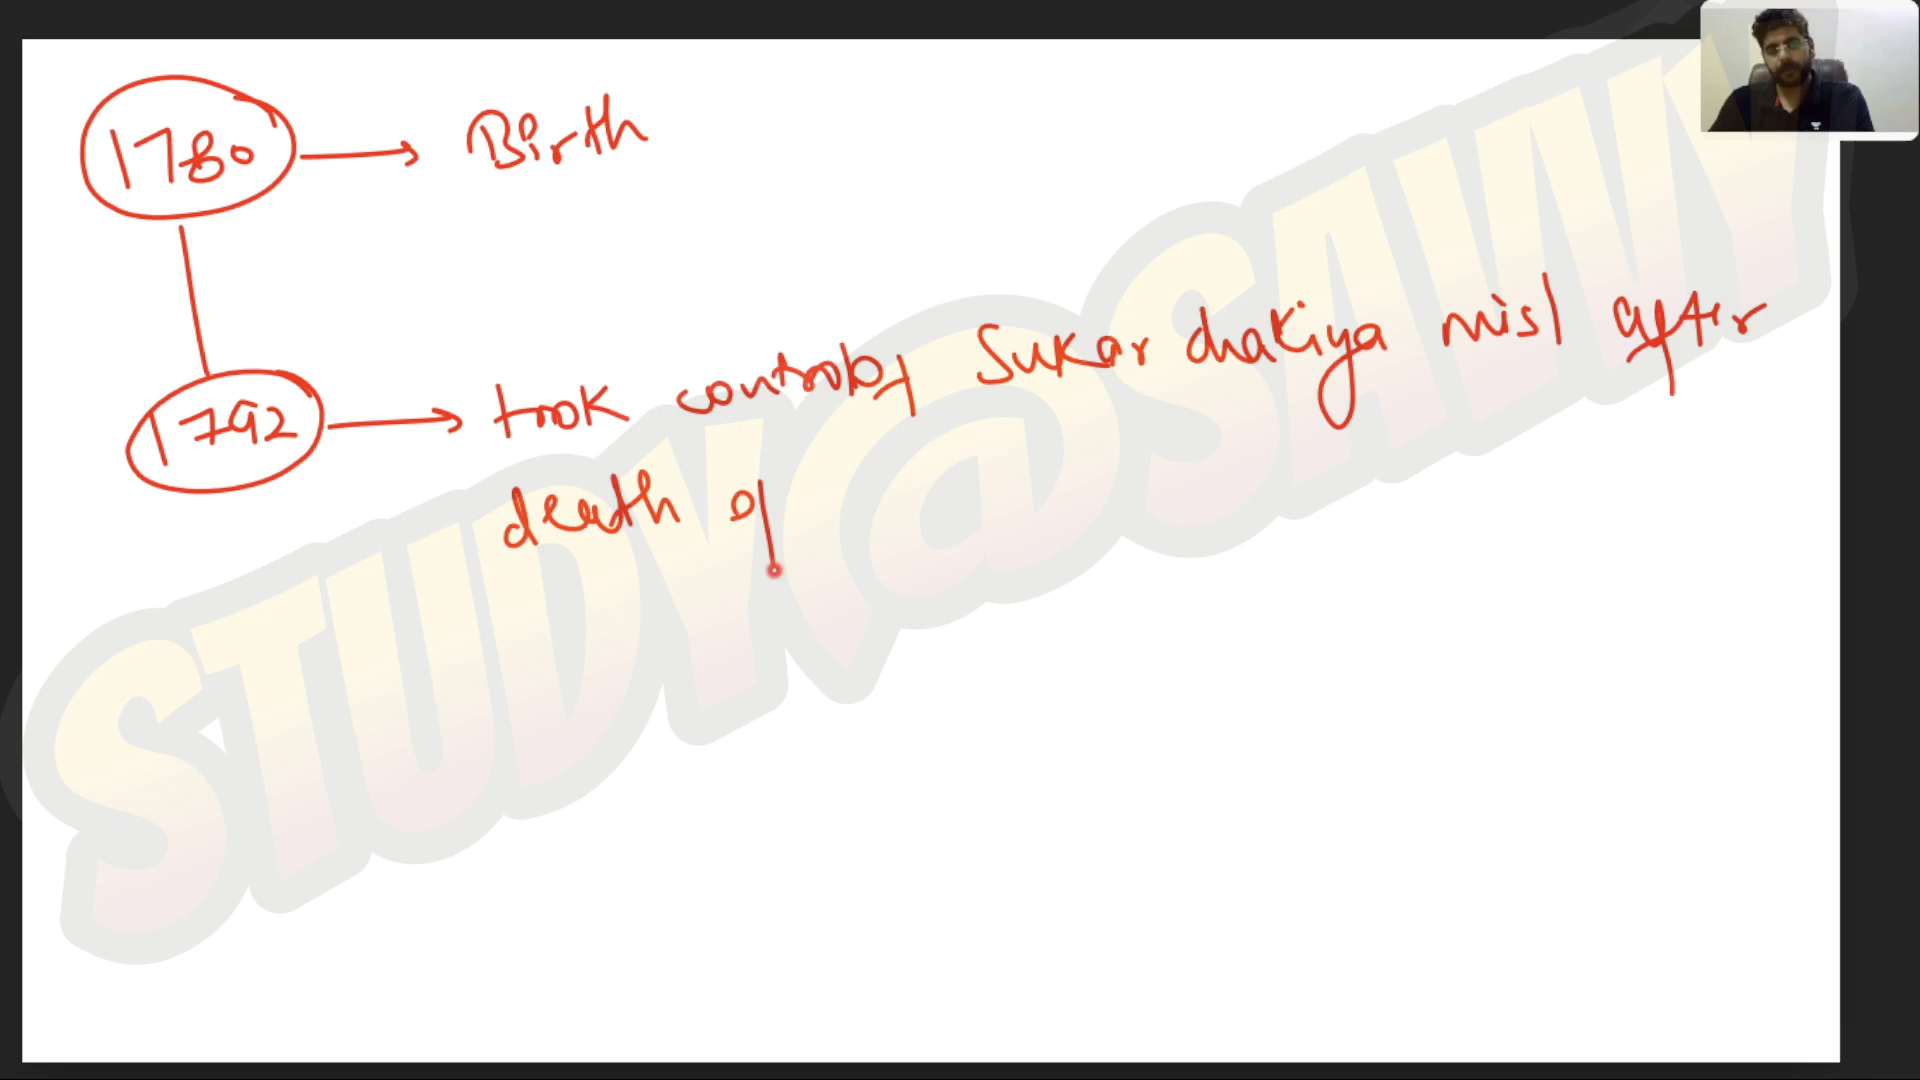 1780 → Birth
1792 → took control of Sukarchakiya misl after
death of
STUDY@SAVVY